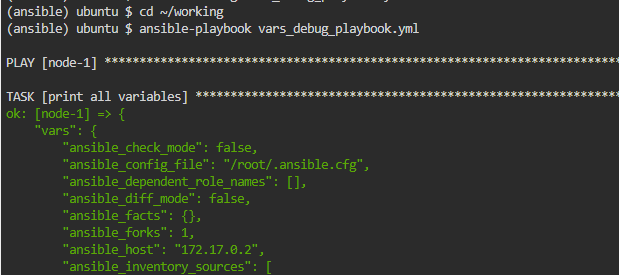 (ansible) ubuntu $ cd ~/working
(ansible) ubuntu $ ansible-playbook vars_debug_playbook.yml
PLAY [node-1] *************************************************************************
TASK [print all variables] ************************************************************
ok: [node-1] => {
"vars": {
"ansible_check_mode": false,
"ansible_config_file": "/root/.ansible.cfg",
"ansible_dependent_role_names": [],
"ansible_diff_mode": false,
"ansible_facts": {},
"ansible_forks": 1,
"ansible_host": "172.17.0.2",
"ansible_inventory_sources": [